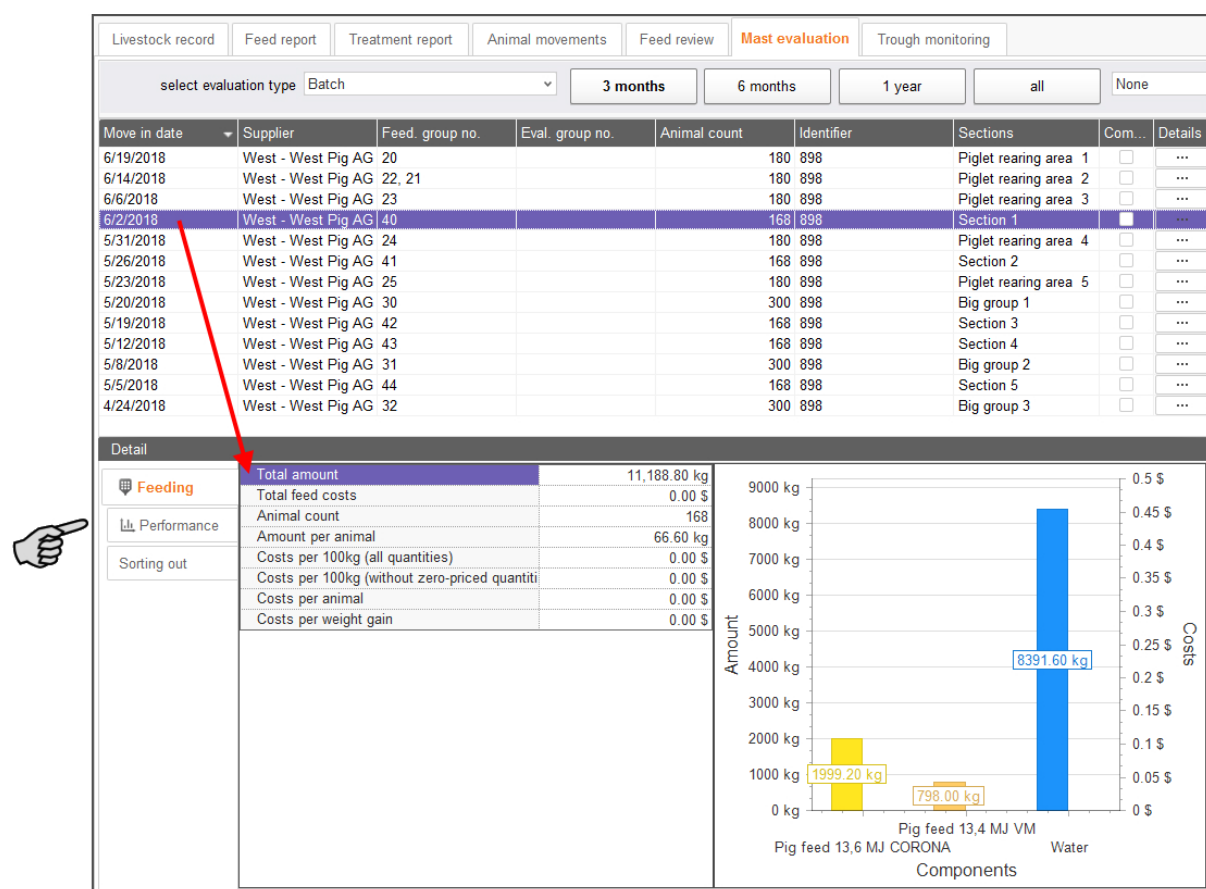 Livestock record Feed report Treatment report Animal movements Feed review Mast evaluation Trough monitoring
select evaluation type Batch 3 months 6 months 1 year all None
Move in date Supplier Feed. group no. Eval. group no. Animal count Identifier Sections Com... Details
6/19/2018 West - West Pig AG 20 180 898 Piglet rearing area 1 ...
6/14/2018 West - West Pig AG 22, 21 180 898 Piglet rearing area 2 ...
6/6/2018 West - West Pig AG 23 180 898 Piglet rearing area 3 ...
6/2/2018 West - West Pig AG 40 168 898 Section 1 ...
5/31/2018 West - West Pig AG 24 180 898 Piglet rearing area 4 ...
5/26/2018 West - West Pig AG 41 168 898 Section 2 ...
5/23/2018 West - West Pig AG 25 180 898 Piglet rearing area 5 ...
5/20/2018 West - West Pig AG 30 300 898 Big group 1 ...
5/19/2018 West - West Pig AG 42 168 898 Section 3 ...
5/12/2018 West - West Pig AG 43 168 898 Section 4 ...
5/8/2018 West - West Pig AG 31 300 898 Big group 2 ...
5/5/2018 West - West Pig AG 44 168 898 Section 5 ...
4/24/2018 West - West Pig AG 32 300 898 Big group 3 ...
Detail
Feeding
Performance
Sorting out
Total amount 11,188.80 kg
Total feed costs 0.00 $
Animal count 168
Amount per animal 66.60 kg
Costs per 100kg (all quantities) 0.00 $
Costs per 100kg (without zero-priced quantiti 0.00 $
Costs per animal 0.00 $
Costs per weight gain 0.00 $
Amount
9000 kg
8000 kg
7000 kg
6000 kg
5000 kg
4000 kg
3000 kg
2000 kg
1000 kg
0 kg
1999.20 kg
798.00 kg
8391.60 kg
0.5 $
0.45 $
0.4 $
0.35 $
0.3 $
0.25 $
0.2 $
0.15 $
0.1 $
0.05 $
0 $
Costs
Pig feed 13,4 MJ VM
Pig feed 13,6 MJ CORONA Water
Components